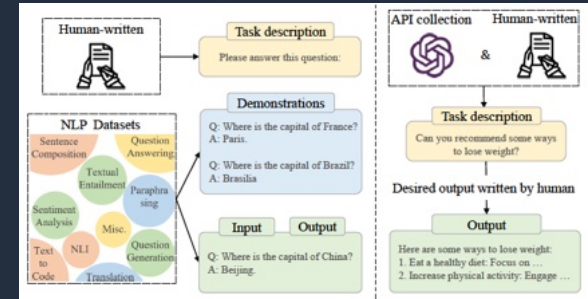 Human-written
Task description
Please answer this question:
NLP Datasets
Sentence
Composition
Question
Answering
Textual
Entailment
Paraphra
sing
Sentiment
Analysis
Misc.
NLI
Question
Generation
Text
to
Code
Translation
Demonstrations
Q: Where is the capital of France?
A: Paris.
Q: Where is the capital of Brazil?
A: Brasilia
Input
Output
Q: Where is the capital of China?
A: Beijing.
API collection
&
Human-written
Task description
Can you recommend some ways
to lose weight?
Desired output written by human
Output
Here are some ways to lose weight:
1. Eat a healthy diet: Focus on …
2. Increase physical activity: Engage …